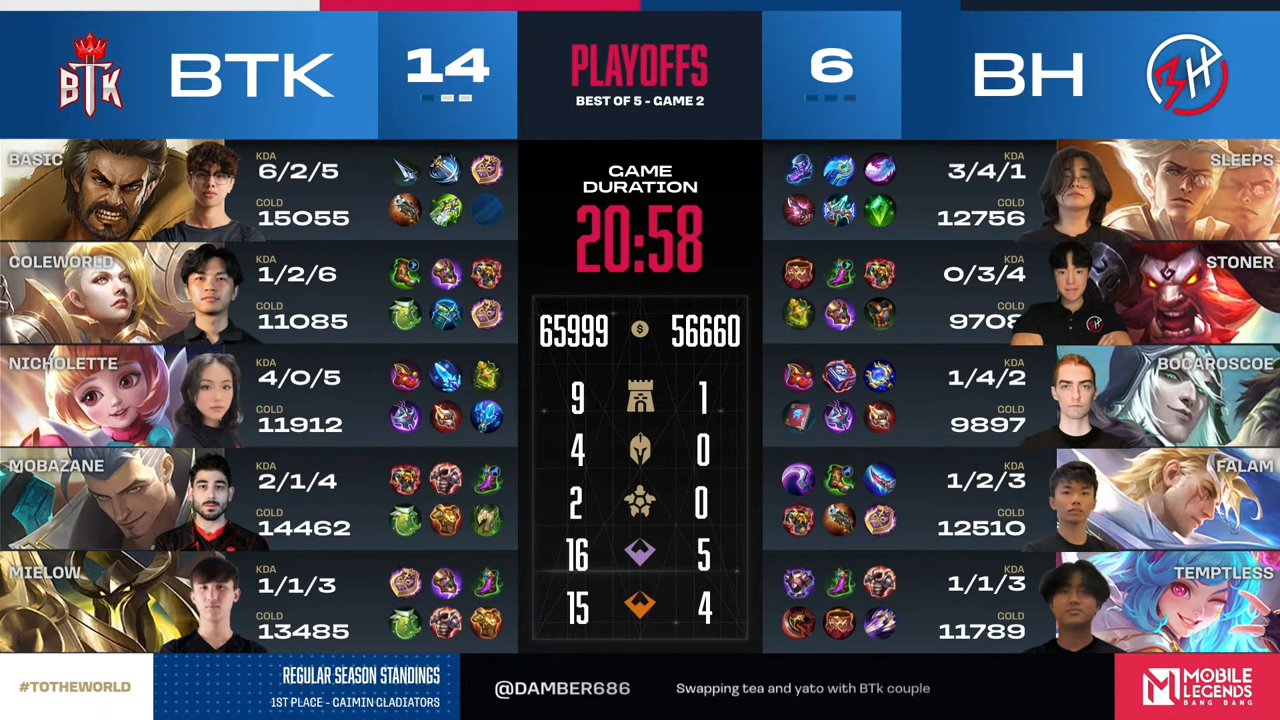 BTK
BTK
14
PLAYOFFS
BEST OF 5 - GAME 2
6
BH
BH
BASIC
KDA
6/2/5
GOLD
15055
COLEWORLD
KDA
1/2/6
GOLD
11085
NICHOLETTE
KDA
4/0/5
GOLD
11912
MOBAZANE
KDA
2/1/4
GOLD
14462
MIELOW
KDA
1/1/3
GOLD
13485
GAME
DURATION
20:58
65999 $ 56660
9 1
4 0
2 0
16 5
15 4
SLEEPS
KDA
3/4/1
GOLD
12756
STONER
KDA
0/3/4
GOLD
9708
BOCAROSCOE
KDA
1/4/2
GOLD
9897
FALAM
KDA
1/2/3
GOLD
12510
TEMPTLESS
KDA
1/1/3
GOLD
11789
#TOTHEWORLD
REGULAR SEASON STANDINGS
1ST PLACE - GAIMIN GLADIATORS
@DAMBER686
Swapping tea and yato with BTk couple
MOBILE
LEGENDS
BANG BANG